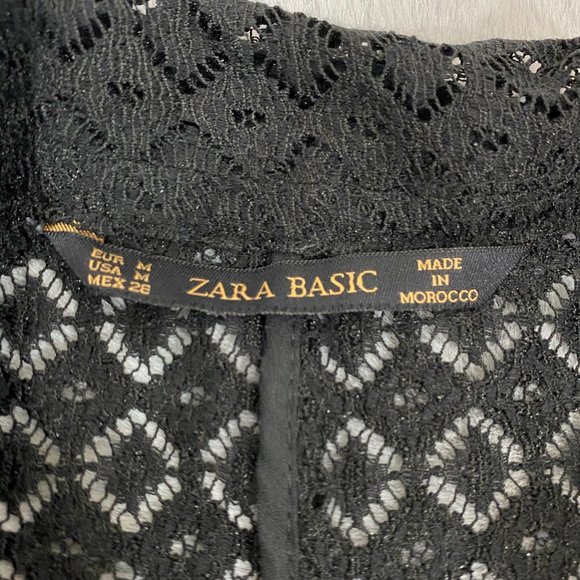 EUR M
USA M
MEX 28
ZARA BASIC
MADE
IN
MOROCCO